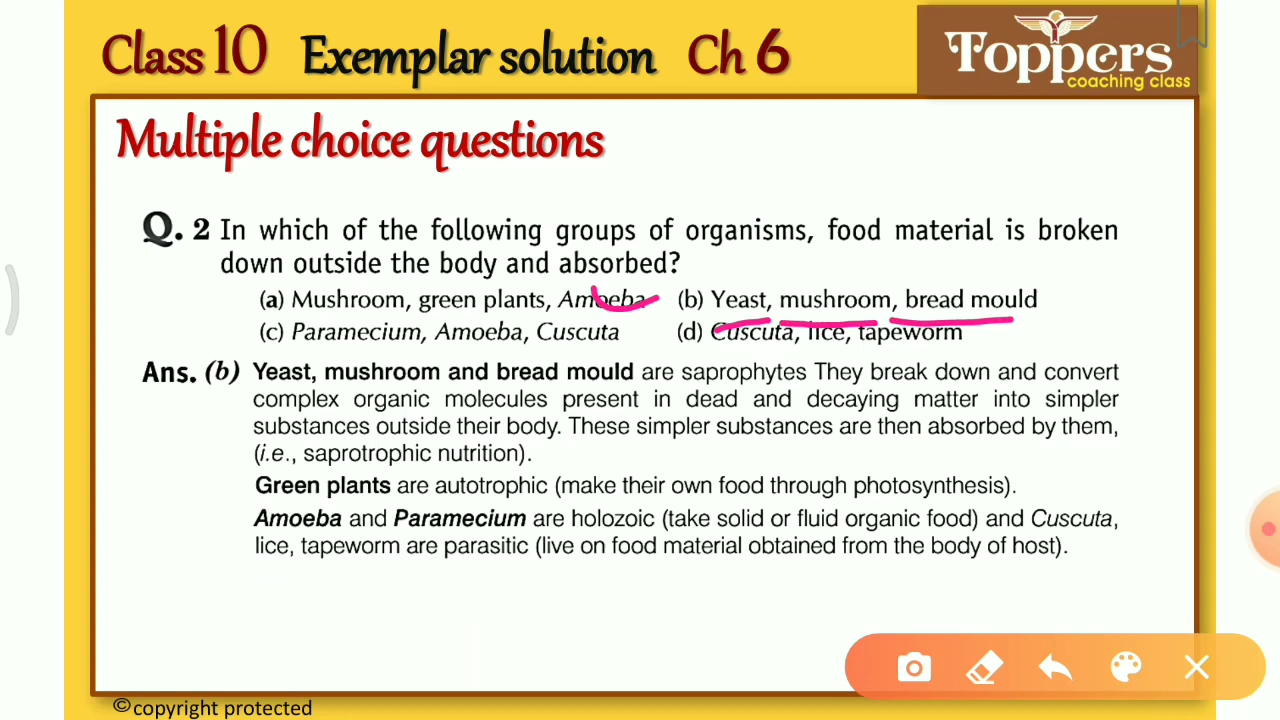 Class 10 Exemplar solution Ch 6
Toppers
coaching class
Multiple choice questions
Q. 2 In which of the following groups of organisms, food material is broken
down outside the body and absorbed?
(a) Mushroom, green plants, Amoeba (b) Yeast, mushroom, bread mould
(c) Paramecium, Amoeba, Cuscuta (d) Cuscuta, lice, tapeworm
Ans. (b) Yeast, mushroom and bread mould are saprophytes They break down and convert
complex organic molecules present in dead and decaying matter into simpler
substances outside their body. These simpler substances are then absorbed by them,
(i.e., saprotrophic nutrition).
Green plants are autotrophic (make their own food through photosynthesis).
Amoeba and Paramecium are holozoic (take solid or fluid organic food) and Cuscuta,
lice, tapeworm are parasitic (live on food material obtained from the body of host).
©copyright protected